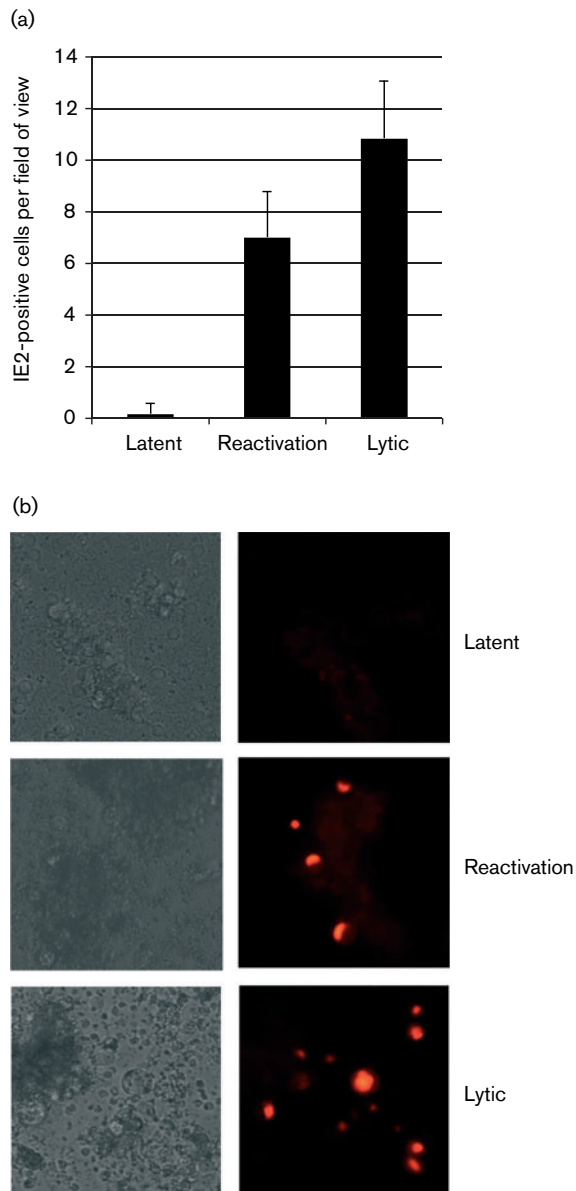 (a)
IE2-positive cells per field of view
14
12
10
8
6
4
2
0
Latent
Reactivation
Lytic
(b)
Latent
Reactivation
Lytic